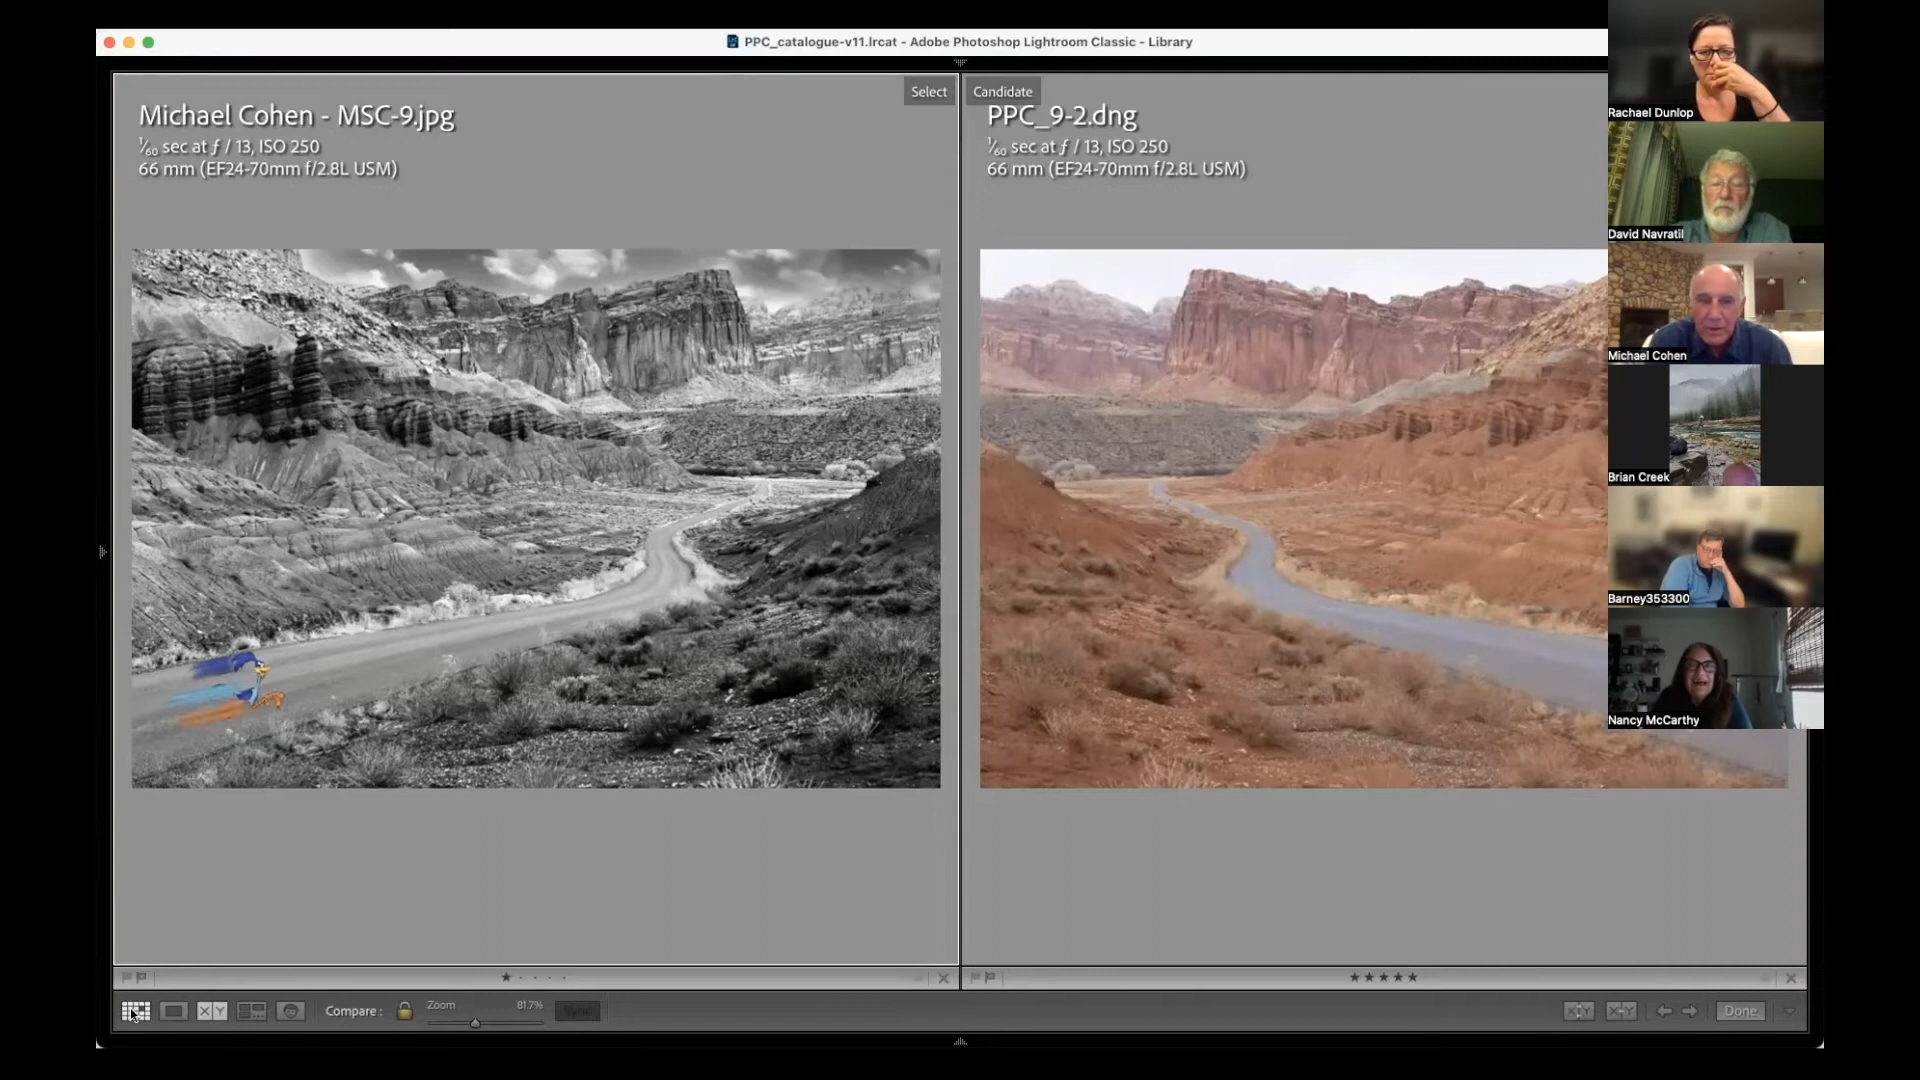 PPC_catalogue-v11.lrcat - Adobe Photoshop Lightroom Classic - Library
Select
Michael Cohen - MSC-9.jpg
1/60 sec at ƒ / 13, ISO 250
66 mm (EF24-70mm f/2.8L USM)
Candidate
PPC_9-2.dng
1/60 sec at ƒ / 13, ISO 250
66 mm (EF24-70mm f/2.8L USM)
Rachael Dunlop
David Navratil
Michael Cohen
Brian Creek
Barney353300
Nancy McCarthy
X Y
Compare :
Zoom
81.7%
Sync
X Y
X Y
Done